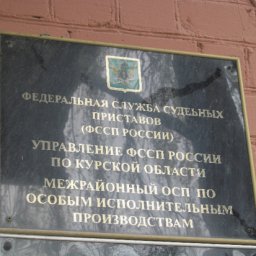 ФЕДЕРАЛЬНАЯ СЛУЖБА СУДЕБНЫХ
ПРИСТАВОВ
(ФССП РОССИИ)
УПРАВЛЕНИЕ ФССП РОССИИ
ПО КУРСКОЙ ОБЛАСТИ
МЕЖРАЙОННЫЙ ОСП ПО
ОСОБЫМ ИСПОЛНИТЕЛЬНЫМ
ПРОИЗВОДСТВАМ